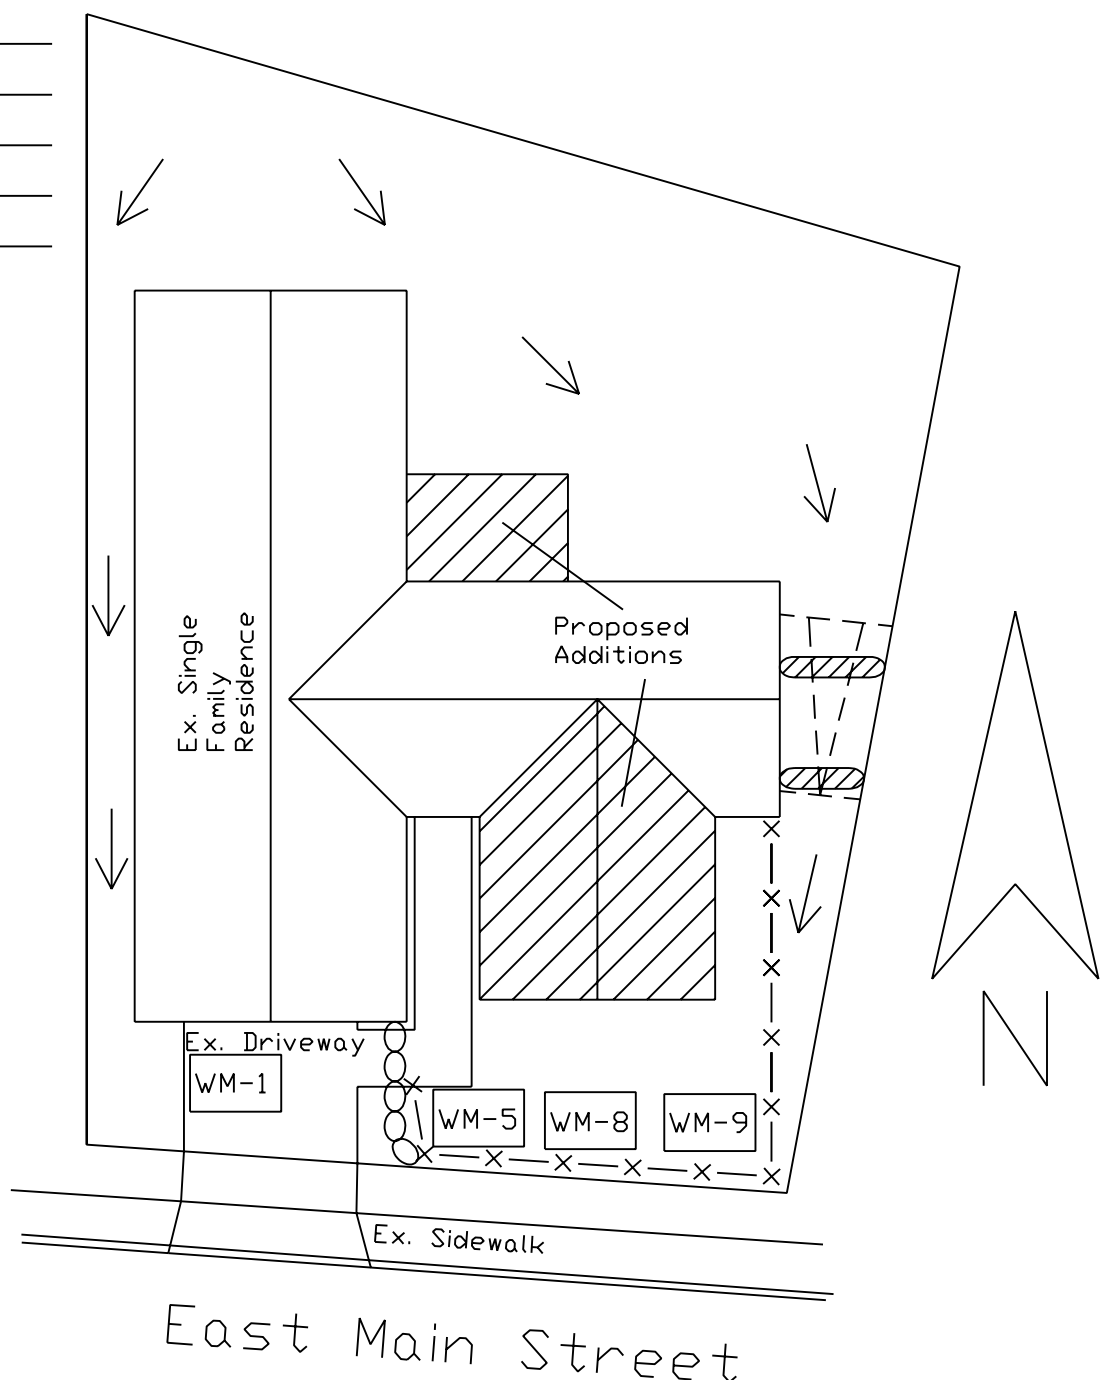 Proposed
Additions
Ex. Single
Family
Residence
Ex. Driveway
WM-1
WM-5
WM-8
WM-9
N
Ex. Sidewalk
East Main Street